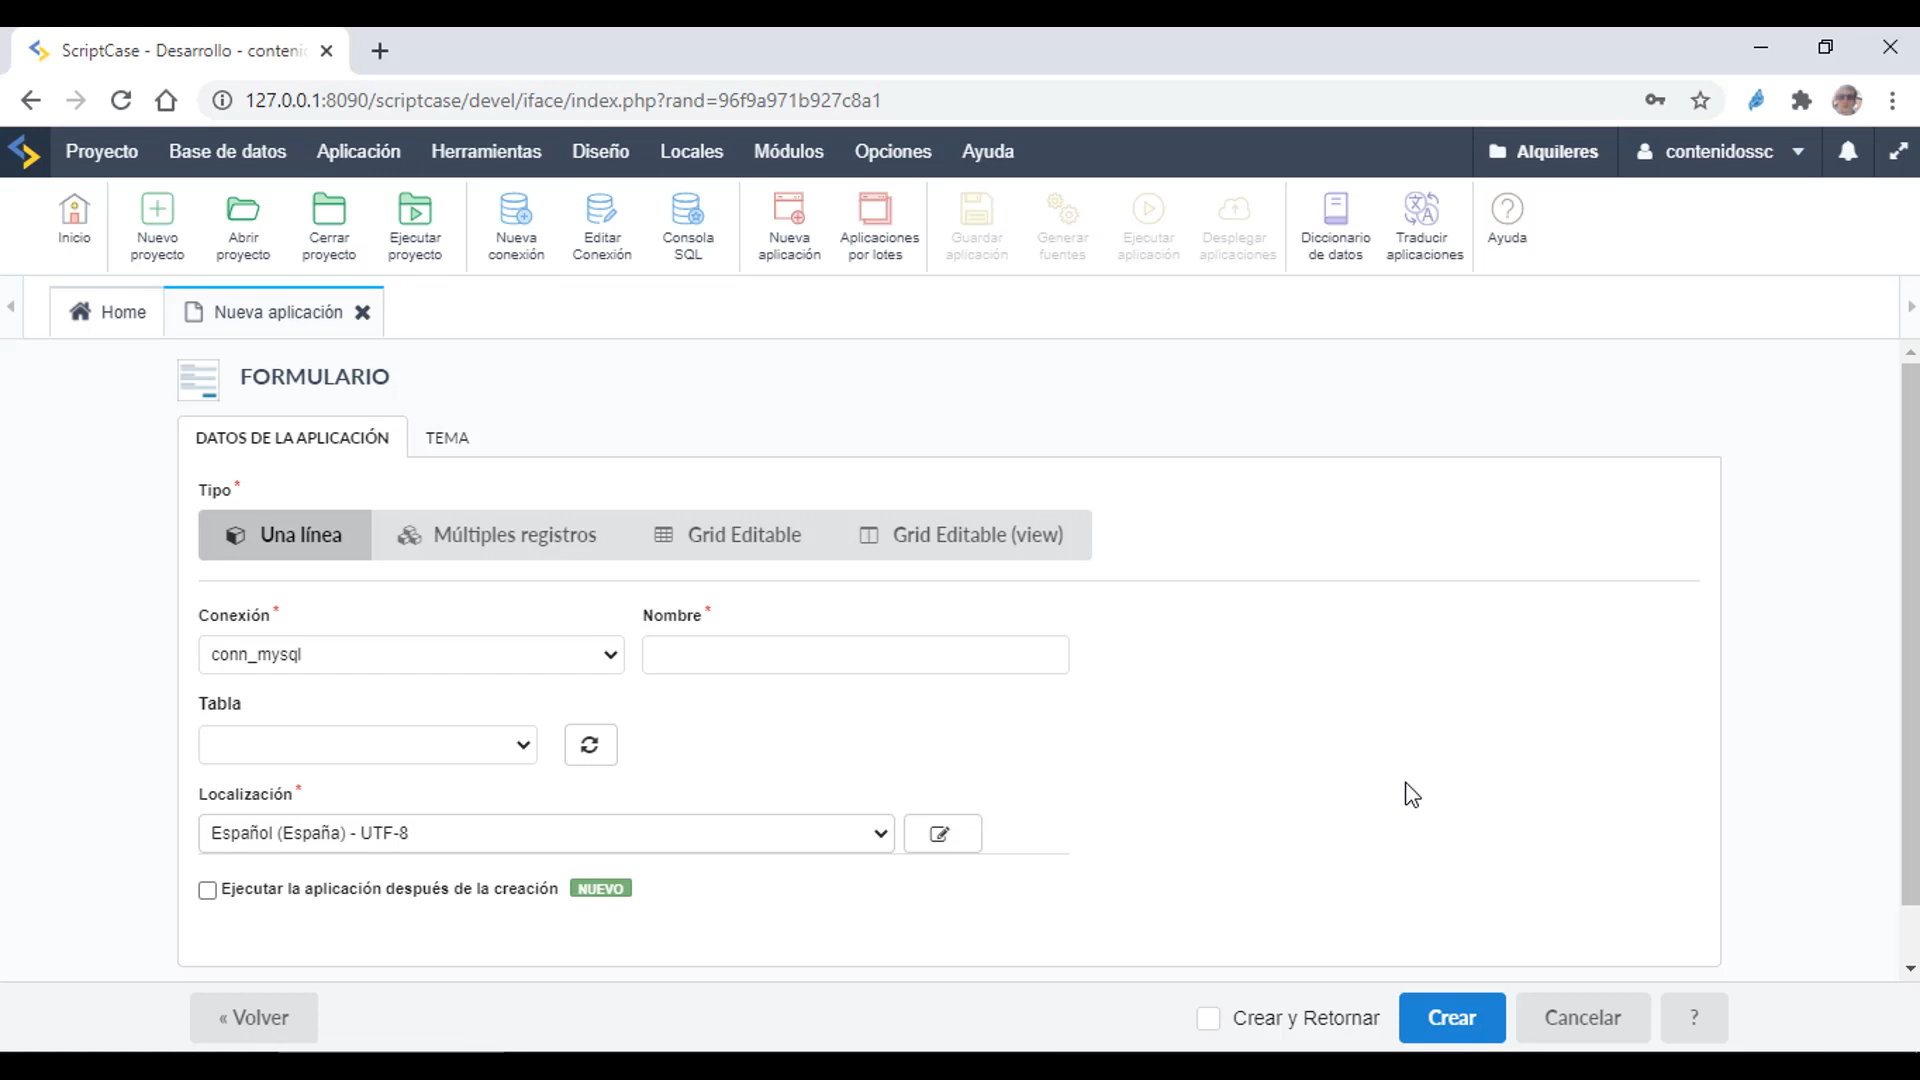 ScriptCase - Desarrollo - conteni
127.0.0.1:8090/scriptcase/devel/iface/index.php?rand=96f9a971b927c8a1
Proyecto Base de datos Aplicación Herramientas Diseño Locales Módulos Opciones Ayuda Alquileres contenidossc
Inicio
Nuevo proyecto
Abrir proyecto
Cerrar proyecto
Ejecutar proyecto
Nueva conexión
Editar Conexión
Consola SQL
Nueva aplicación
Aplicaciones por lotes
Guardar aplicación
Generar fuentes
Ejecutar aplicación
Desplegar aplicaciones
Diccionario de datos
Traducir aplicaciones
Ayuda
Home Nueva aplicación
FORMULARIO
DATOS DE LA APLICACIÓN TEMA
Tipo *
Una línea Múltiples registros Grid Editable Grid Editable (view)
Conexión * Nombre *
conn_mysql
Tabla
Localización *
Español (España) - UTF-8
Ejecutar la aplicación después de la creación NUEVO
« Volver Crear y Retornar Crear Cancelar ?